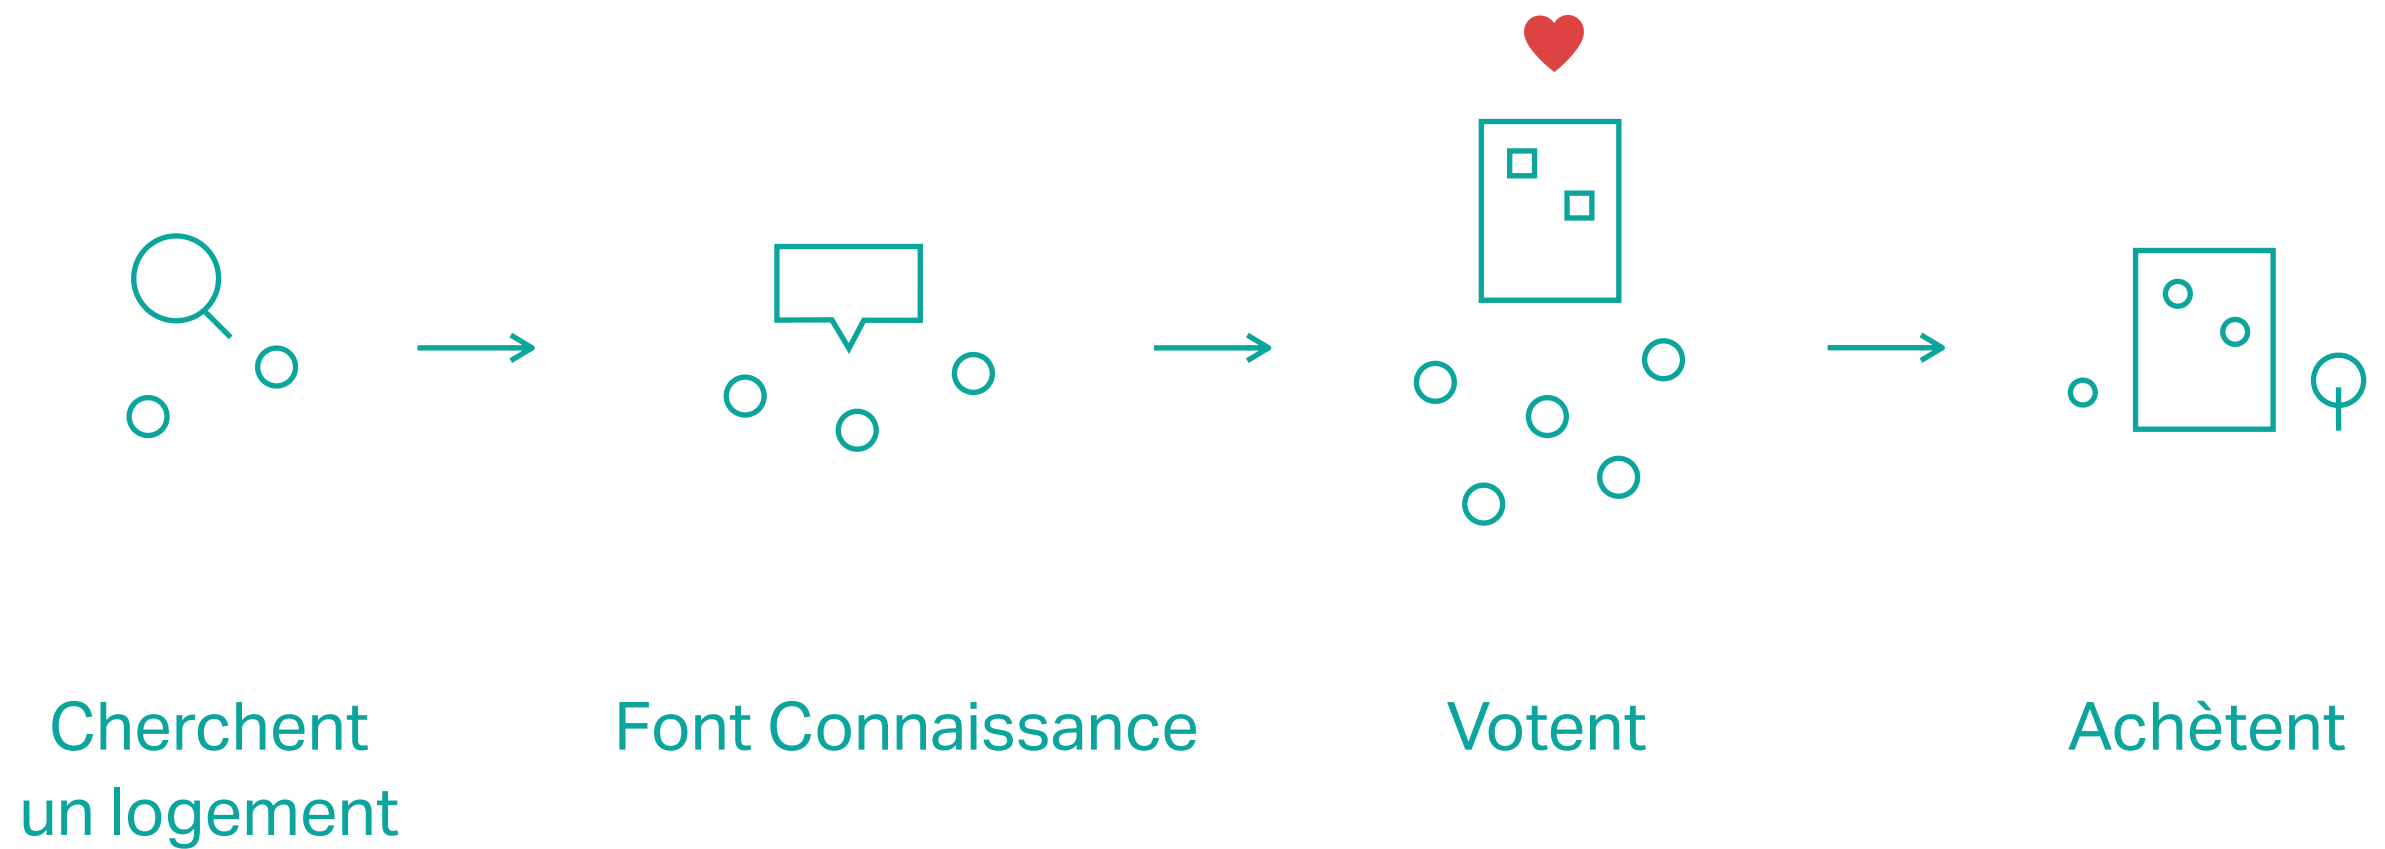 Cherchent
un logement
Font Connaissance
Votent
Achètent